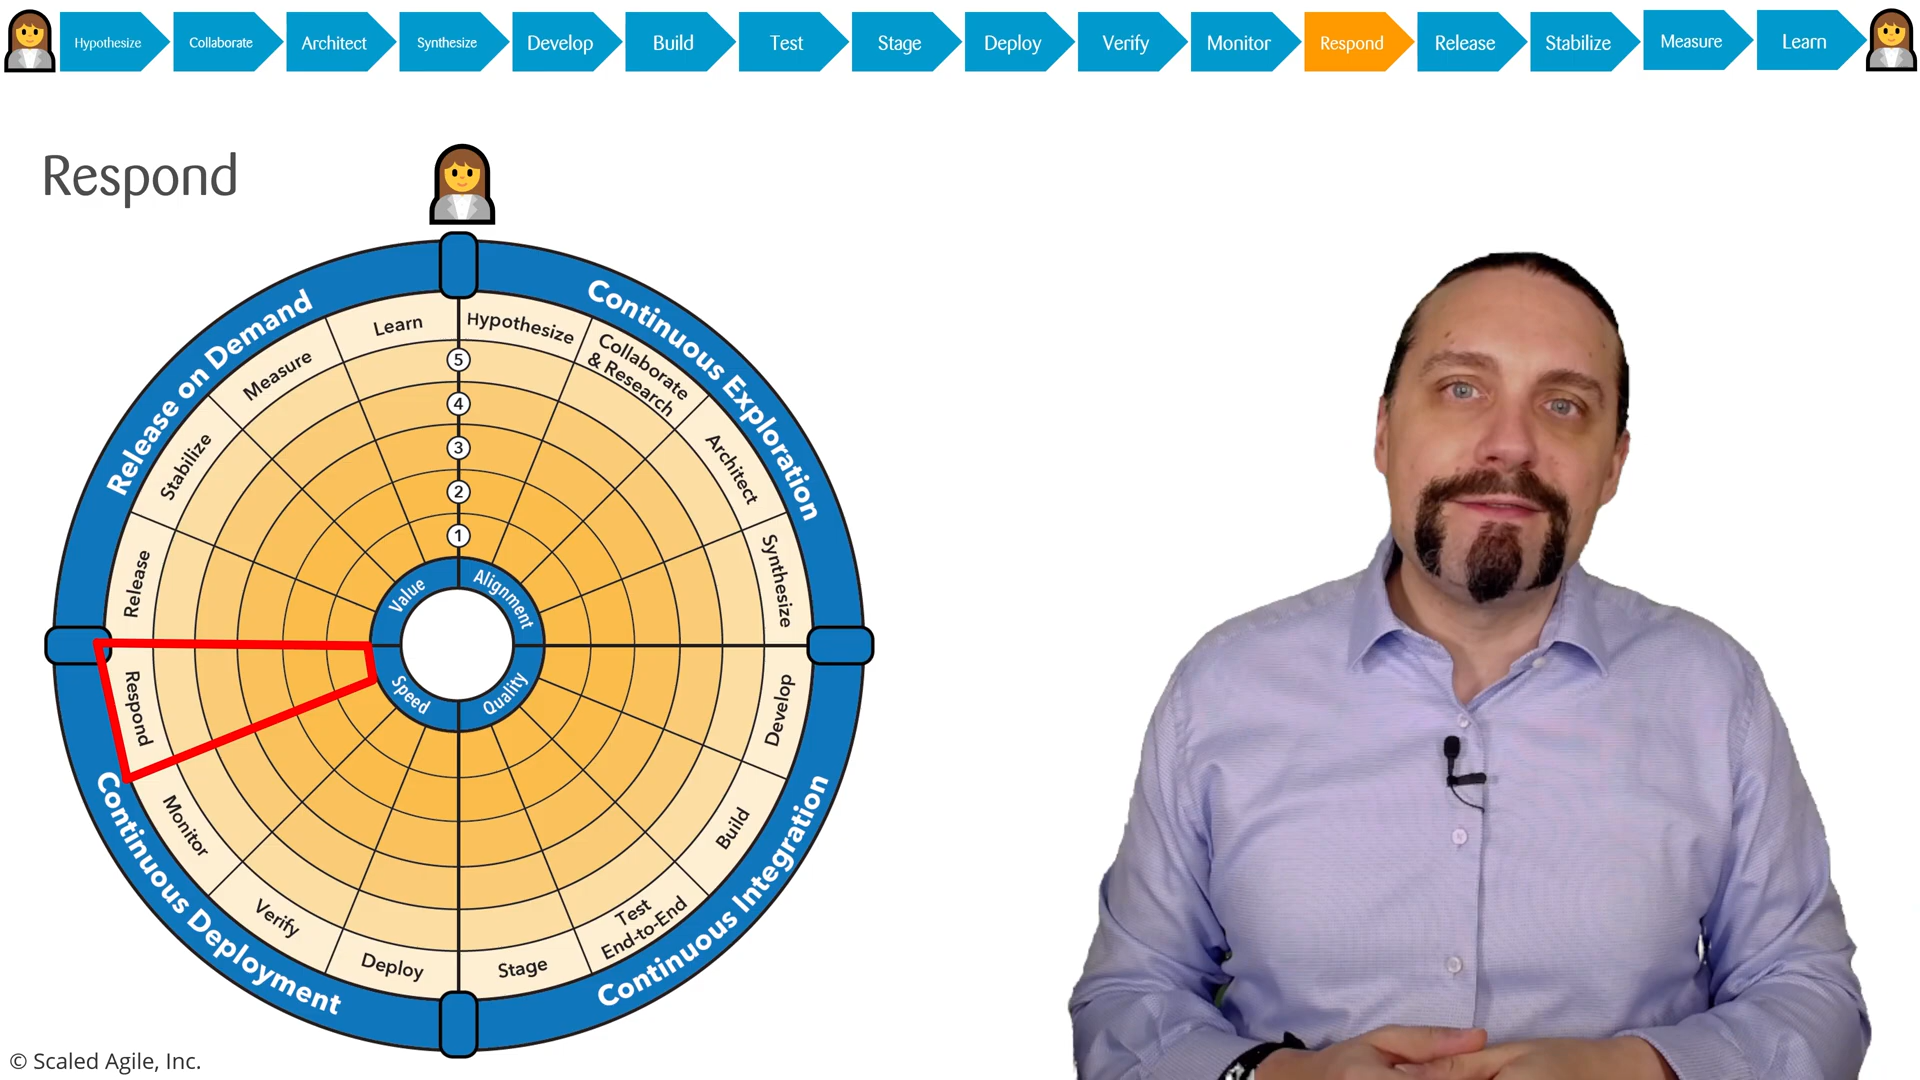 Hypothesize
Collaborate
Architect
Synthesize
Develop
Build
Test
Stage
Deploy
Verify
Monitor
Respond
Release
Stabilize
Measure
Learn
Respond
Release on Demand
Continuous Exploration
Learn
Hypothesize
Measure
Collaborate
& Research
Stabilize
Architect
Release
Synthesize
5
4
3
2
1
Value
Alignment
Speed
Quality
Respond
Develop
Monitor
Build
Verify
Test
End-to-End
Deploy
Stage
Continuous Deployment
Continuous Integration
© Scaled Agile, Inc.